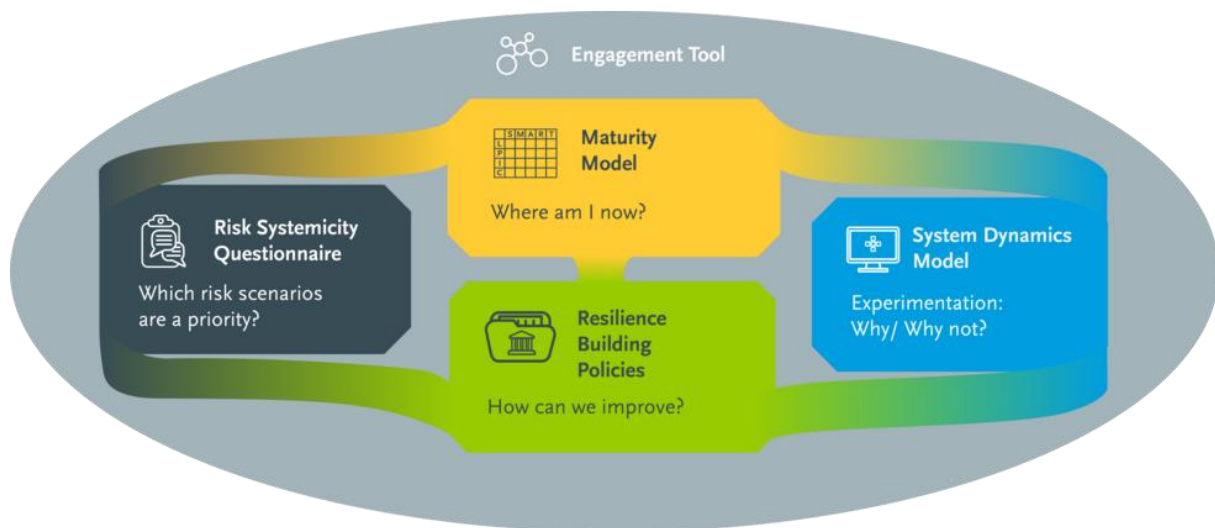 Engagement Tool
S M A R T
L
P
I
C
Maturity
Model
Where am I now?
Risk Systemicity
Questionnaire
Which risk scenarios
are a priority?
System Dynamics
Model
Experimentation:
Why/ Why not?
Resilience
Building
Policies
How can we improve?